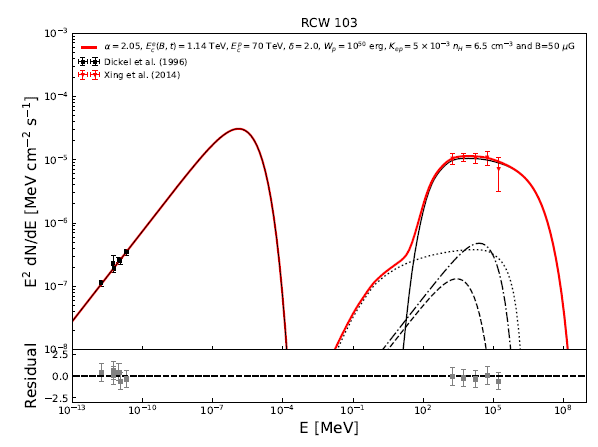 RCW 103
α = 2.05, E_c^e(B, t) = 1.14 TeV, E_c^p = 70 TeV, δ = 2.0, W_p = 10^50 erg, K_ep = 5 × 10^−3 n_H = 6.5 cm^−3 and B=50 μG
Dickel et al. (1996)
Xing et al. (2014)
E^2 dN/dE [MeV cm^−2 s^−1]
10^−3
10^−4
10^−5
10^−6
10^−7
10^−8
Residual
2.5
0.0
−2.5
10^−13 10^−10 10^−7 10^−4 10^−1 10^2 10^5 10^8
E [MeV]